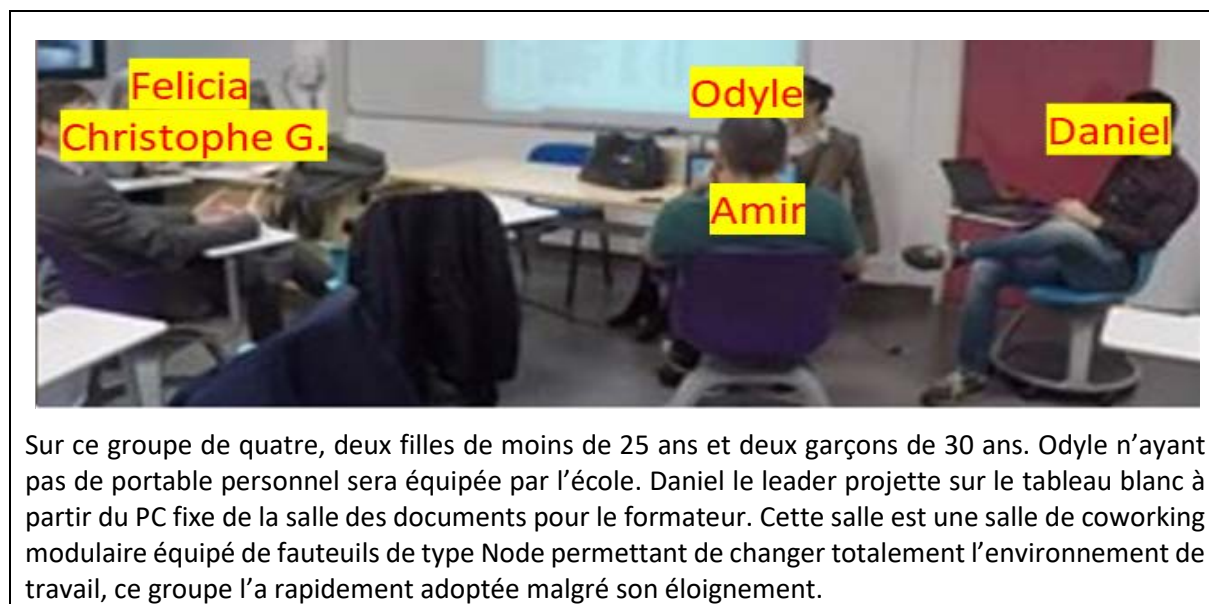 Felicia
Christophe G.
Odyle
Amir
Daniel
Sur ce groupe de quatre, deux filles de moins de 25 ans et deux garçons de 30 ans. Odyle n’ayant
pas de portable personnel sera équipée par l’école. Daniel le leader projette sur le tableau blanc à
partir du PC fixe de la salle des documents pour le formateur. Cette salle est une salle de coworking
modulaire équipé de fauteuils de type Node permettant de changer totalement l’environnement de
travail, ce groupe l’a rapidement adoptée malgré son éloignement.